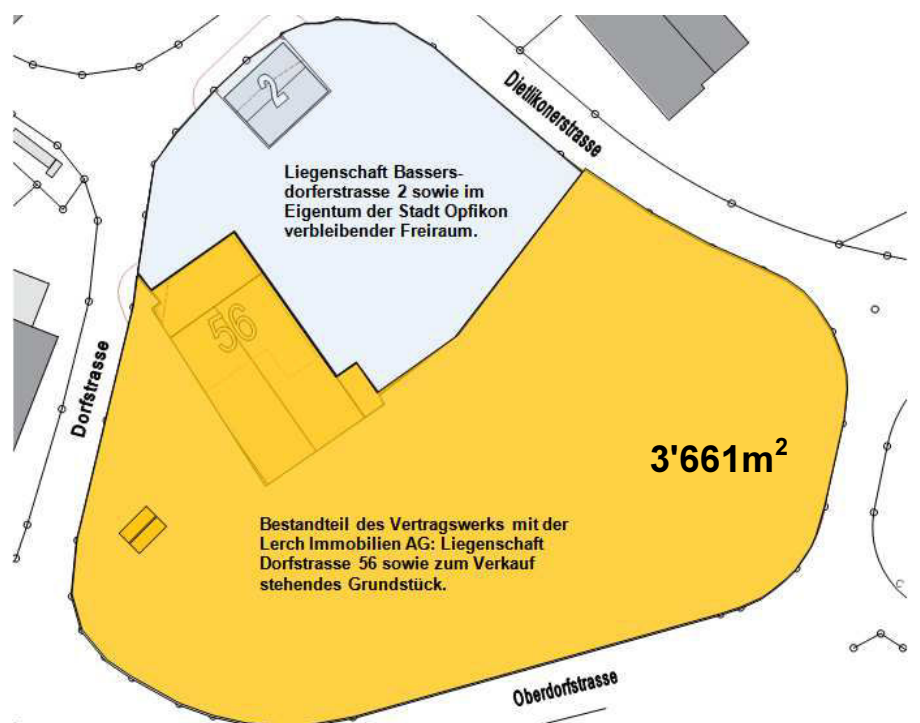 2
Dietlikonerstrasse
Liegenschaft Bassers-
dorferstrasse 2 sowie im
Eigentum der Stadt Opfikon
verbleibender Freiraum.
56
Dorfstrasse
3'661m²
Bestandteil des Vertragswerks mit der
Lerch Immobilien AG: Liegenschaft
Dorfstrasse 56 sowie zum Verkauf
stehendes Grundstück.
Oberdorfstrasse